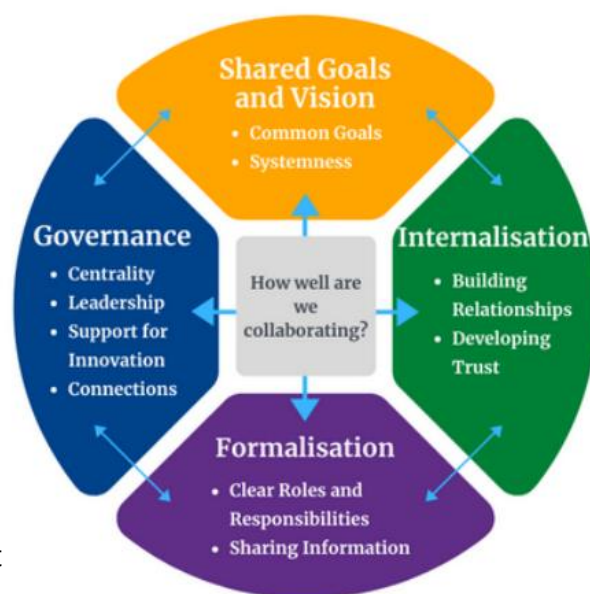 Shared Goals
and Vision
• Common Goals
• Systemness
Governance
• Centrality
• Leadership
• Support for
Innovation
• Connections
How well are
we
collaborating?
Internalisation
• Building
Relationships
• Developing
Trust
Formalisation
• Clear Roles and
Responsibilities
• Sharing Information